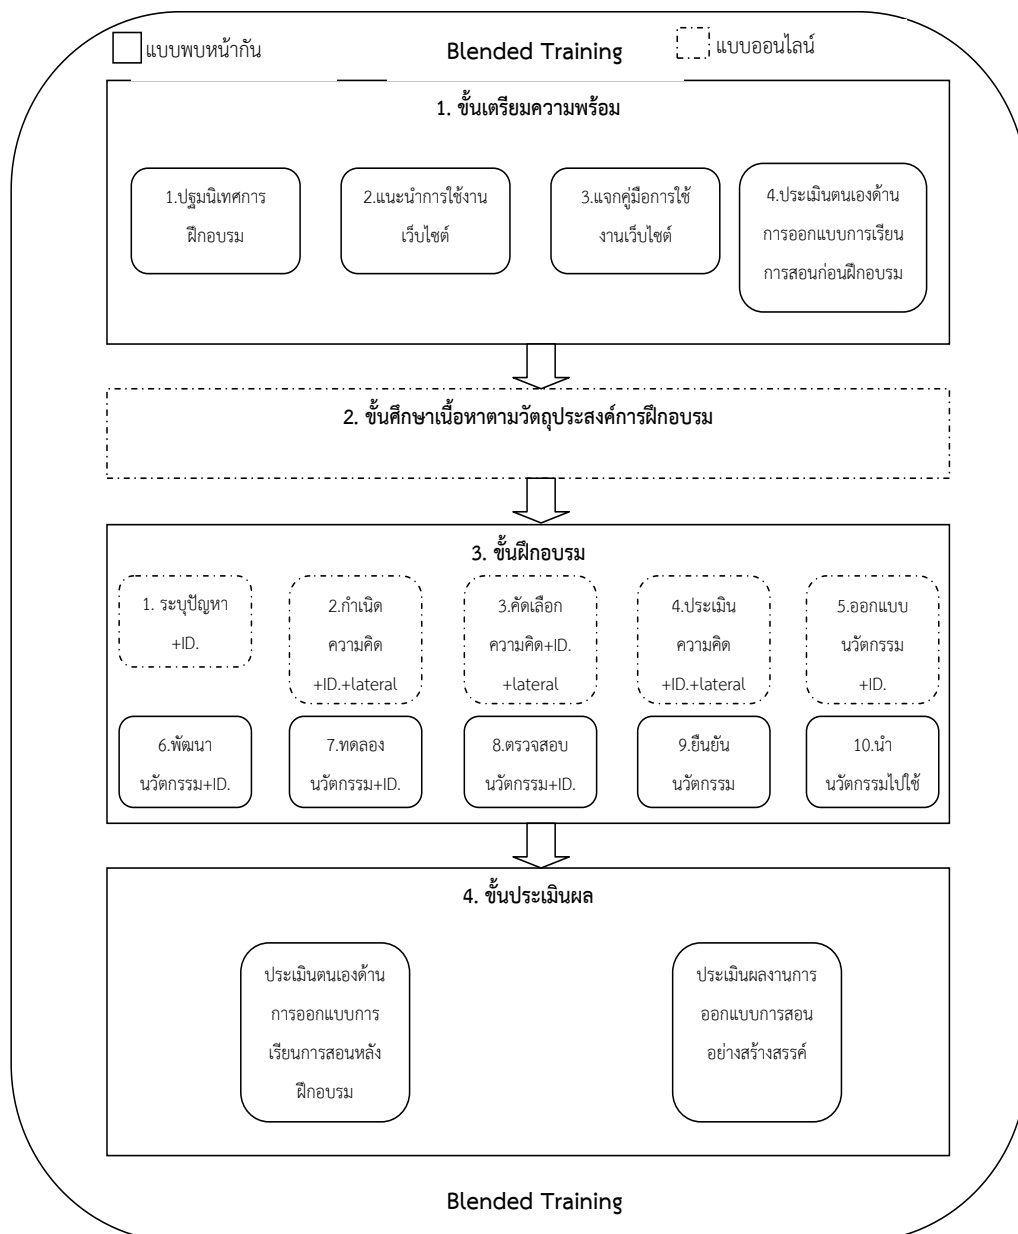 แบบพบหน้ากัน
Blended Training
แบบออนไลน์
1. ขั้นเตรียมความพร้อม
1.ปฐมนิเทศการ
ฝึกอบรม
2.แนะนำการใช้งาน
เว็บไซต์
3.แจกคู่มือการใช้
งานเว็บไซต์
4.ประเมินตนเองด้าน
การออกแบบการเรียน
การสอนก่อนฝึกอบรม
2. ขั้นศึกษาเนื้อหาตามวัตถุประสงค์การฝึกอบรม
3. ขั้นฝึกอบรม
1. ระบุปัญหา
+ID.
2.กำเนิด
ความคิด
+ID.+lateral
3.คัดเลือก
ความคิด+ID.
+lateral
4.ประเมิน
ความคิด
+ID.+lateral
5.ออกแบบ
นวัตกรรม
+ID.
6.พัฒนา
นวัตกรรม+ID.
7.ทดลอง
นวัตกรรม+ID.
8.ตรวจสอบ
นวัตกรรม+ID.
9.ยืนยัน
นวัตกรรม
10.นำ
นวัตกรรมไปใช้
4. ขั้นประเมินผล
ประเมินตนเองด้าน
การออกแบบการ
เรียนการสอนหลัง
ฝึกอบรม
ประเมินผลงานการ
ออกแบบการสอน
อย่างสร้างสรรค์
Blended Training